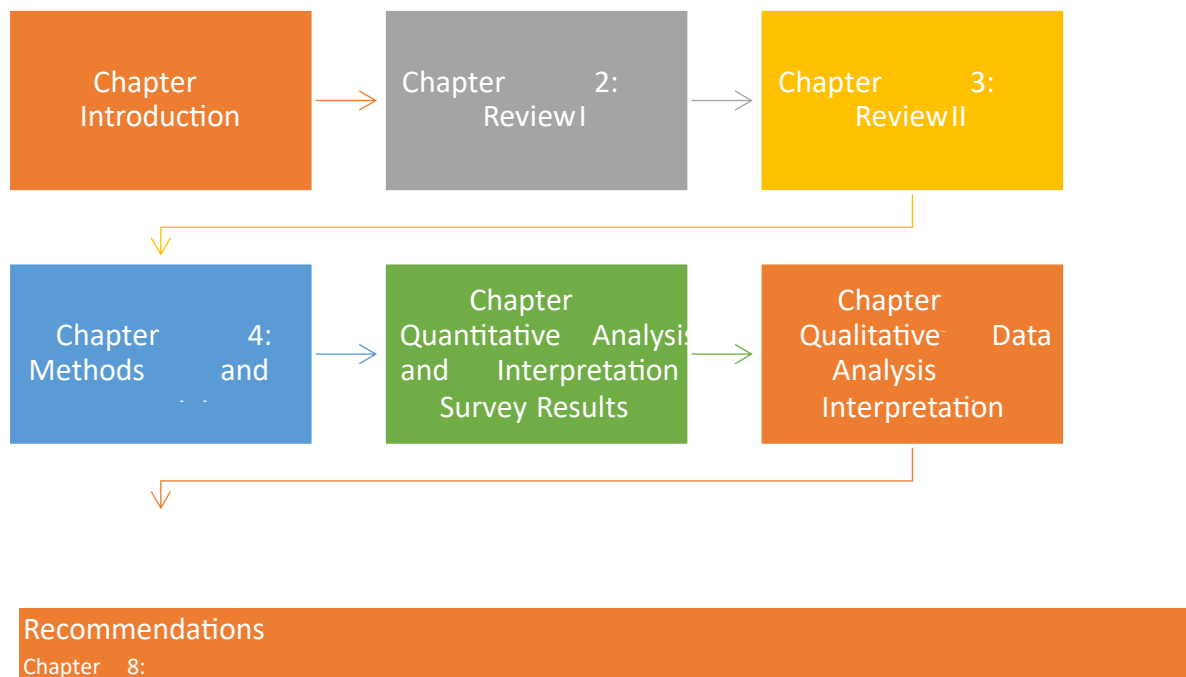 Chapter
Introduction
Chapter 2:
Review I
Chapter 3:
Review II
Chapter 4:
Methods and
Chapter
Quantitative Analysis
and Interpretation
Survey Results
Chapter
Qualitative Data
Analysis
Interpretation
Recommendations
Chapter 8: